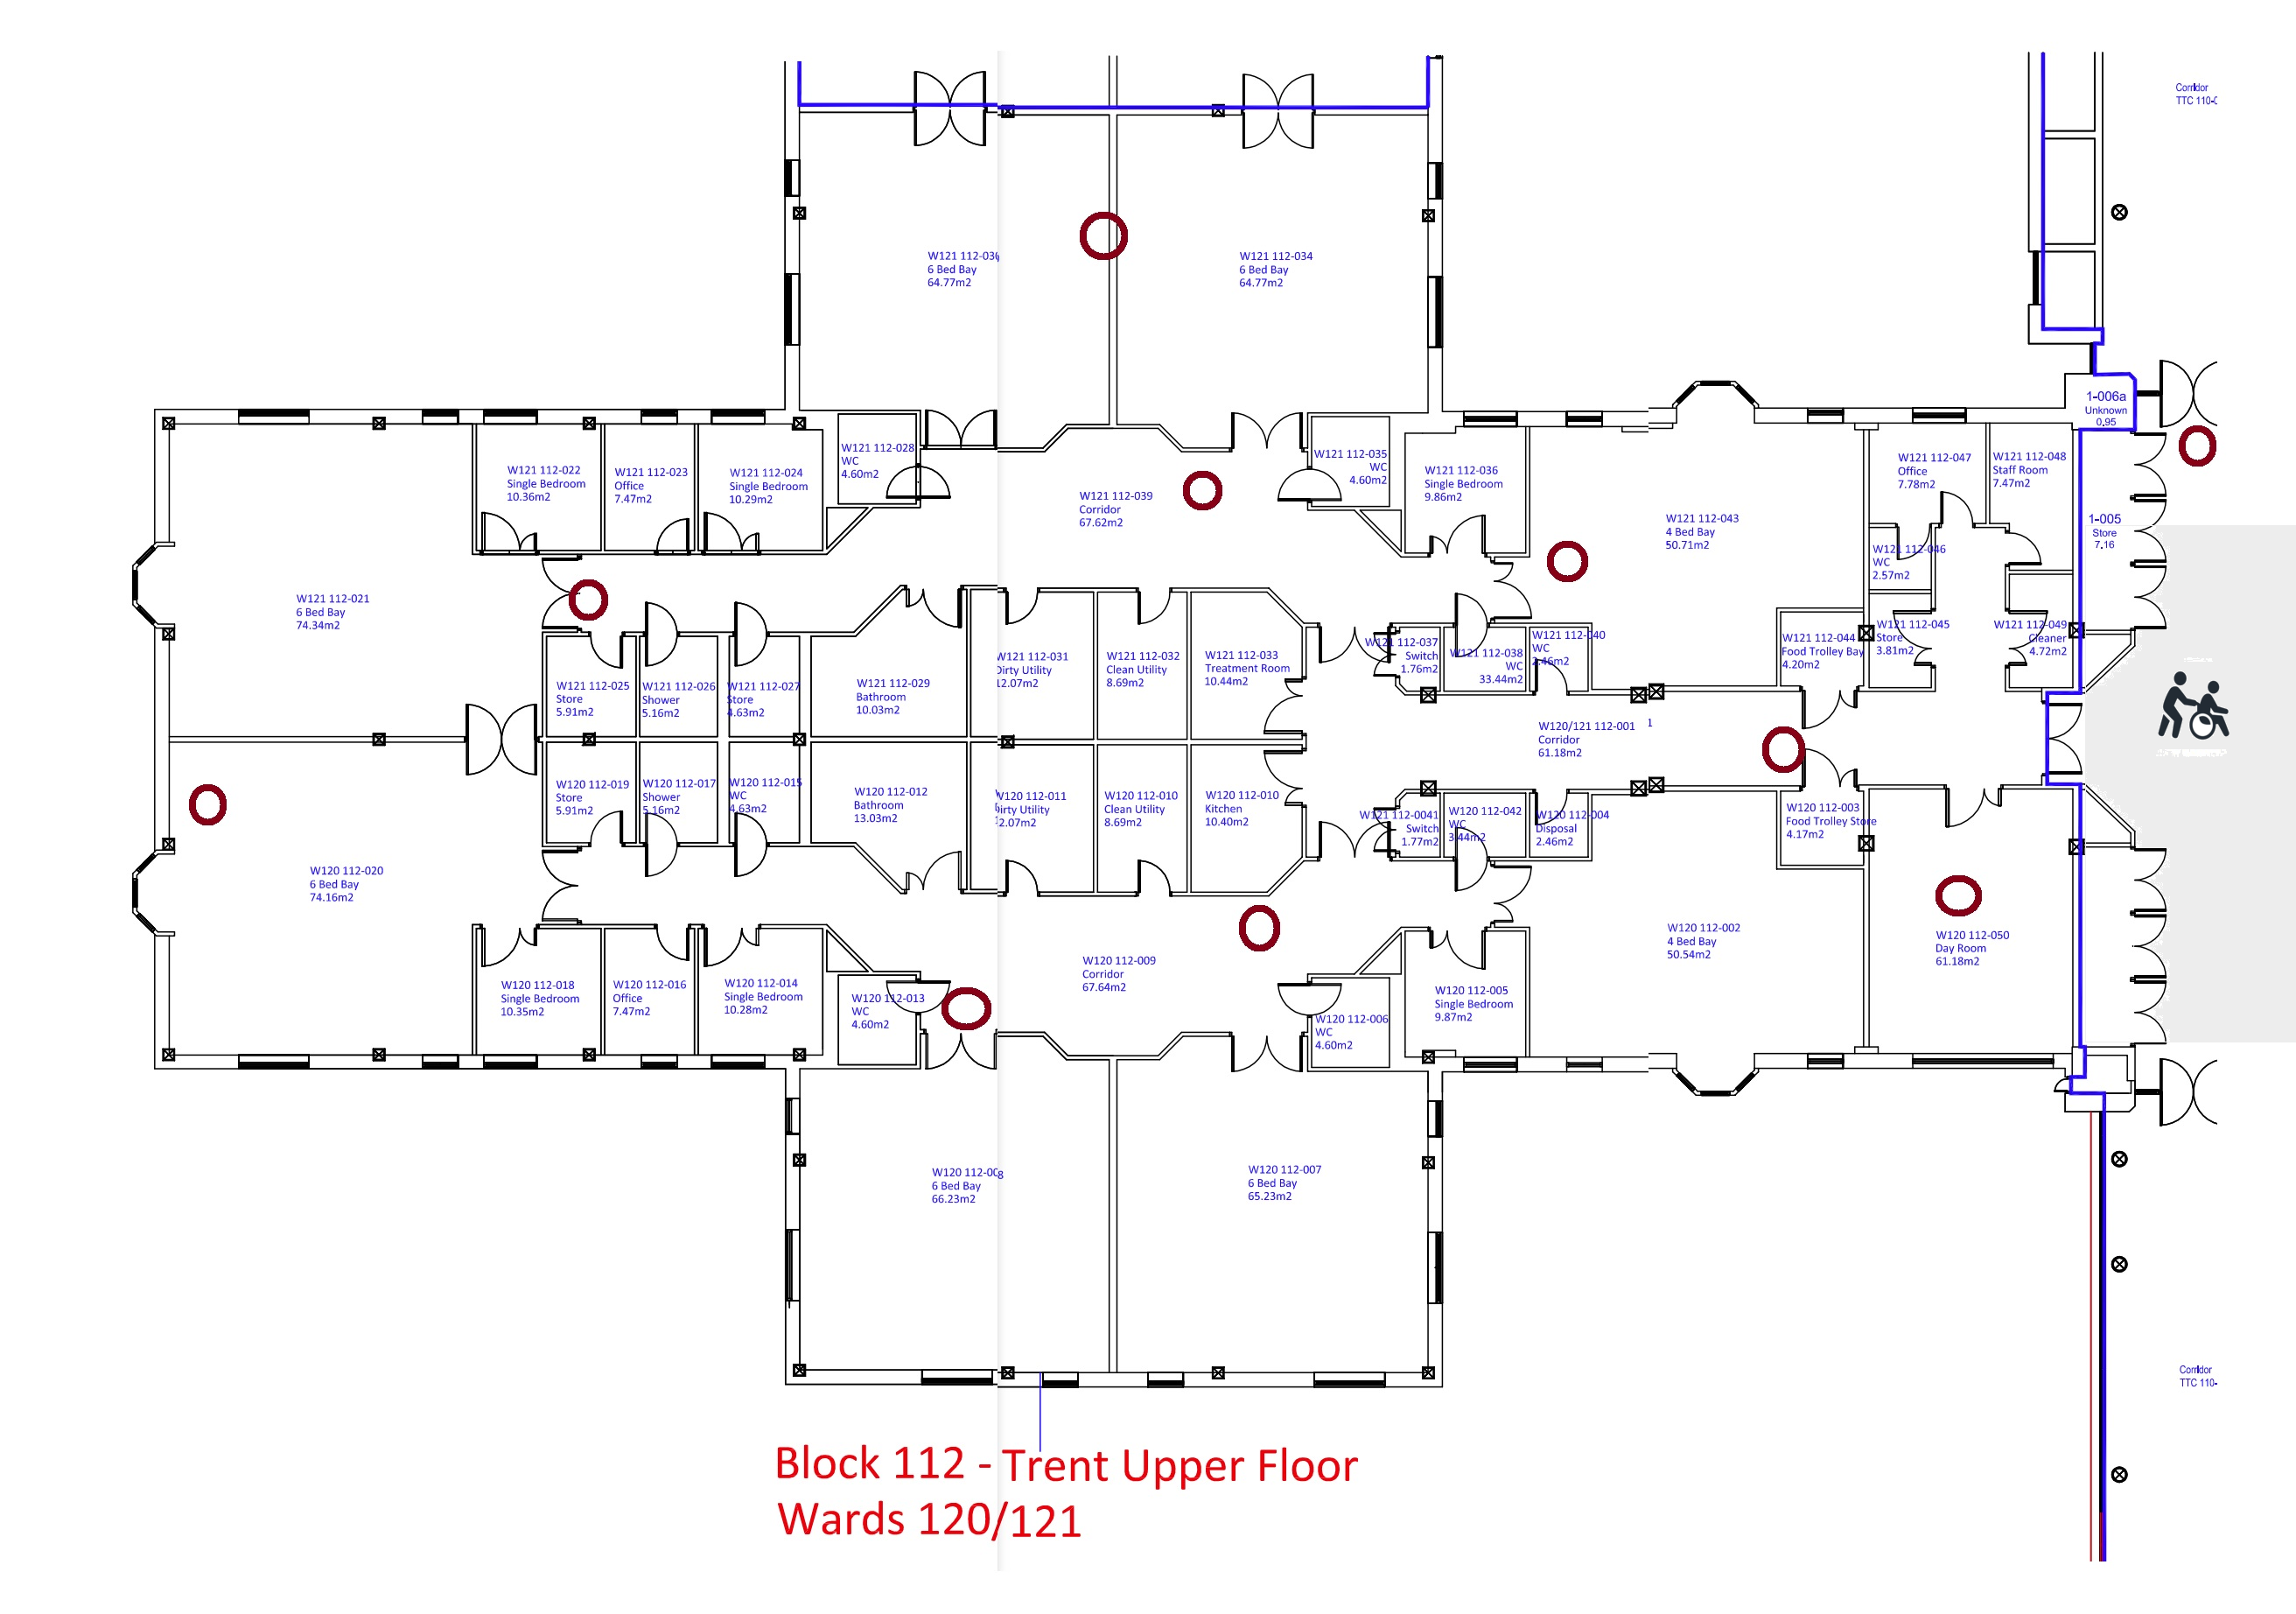 Corridor
TTC 110-0
W121 112-030
6 Bed Bay
64.77m2
W121 112-034
6 Bed Bay
64.77m2
1-006a
Unknown
0.95
W121 112-022
Single Bedroom
10.36m2
W121 112-023
Office
7.47m2
W121 112-024
Single Bedroom
10.29m2
W121 112-028
WC
4.60m2
W121 112-039
Corridor
67.62m2
W121 112-035
WC
4.60m2
W121 112-036
Single Bedroom
9.86m2
W121 112-043
4 Bed Bay
50.71m2
W121 112-047
Office
7.78m2
W121 112-048
Staff Room
7.47m2
1-005
Store
7.16
W121 112-046
WC
2.57m2
W121 112-021
6 Bed Bay
74.34m2
W121 112-025
Store
5.91m2
W121 112-026
Shower
5.16m2
W121 112-027
Store
4.63m2
W121 112-029
Bathroom
10.03m2
W121 112-031
Dirty Utility
12.07m2
W121 112-032
Clean Utility
8.69m2
W121 112-033
Treatment Room
10.44m2
W121 112-037
Switch
1.76m2
W121 112-038
WC
33.44m2
W121 112-040
WC
2.46m2
W121 112-044
Food Trolley Bay
4.20m2
W121 112-045
Store
3.81m2
W121 112-049
Cleaner
4.72m2
W120/121 112-001
Corridor
61.18m2
1
W120 112-019
Store
5.91m2
W120 112-017
Shower
5.16m2
W120 112-015
WC
4.63m2
W120 112-012
Bathroom
13.03m2
W120 112-011
Dirty Utility
12.07m2
W120 112-010
Clean Utility
8.69m2
W120 112-010
Kitchen
10.40m2
W121 112-0041
Switch
1.77m2
W120 112-042
WC
3.44m2
W120 112-004
Disposal
2.46m2
W120 112-003
Food Trolley Store
4.17m2
W120 112-020
6 Bed Bay
74.16m2
W120 112-018
Single Bedroom
10.35m2
W120 112-016
Office
7.47m2
W120 112-014
Single Bedroom
10.28m2
W120 112-013
WC
4.60m2
W120 112-009
Corridor
67.64m2
W120 112-006
WC
4.60m2
W120 112-005
Single Bedroom
9.87m2
W120 112-002
4 Bed Bay
50.54m2
W120 112-050
Day Room
61.18m2
W120 112-008
6 Bed Bay
66.23m2
W120 112-007
6 Bed Bay
65.23m2
Corridor
TTC 110-
Block 112 - Trent Upper Floor
Wards 120/121